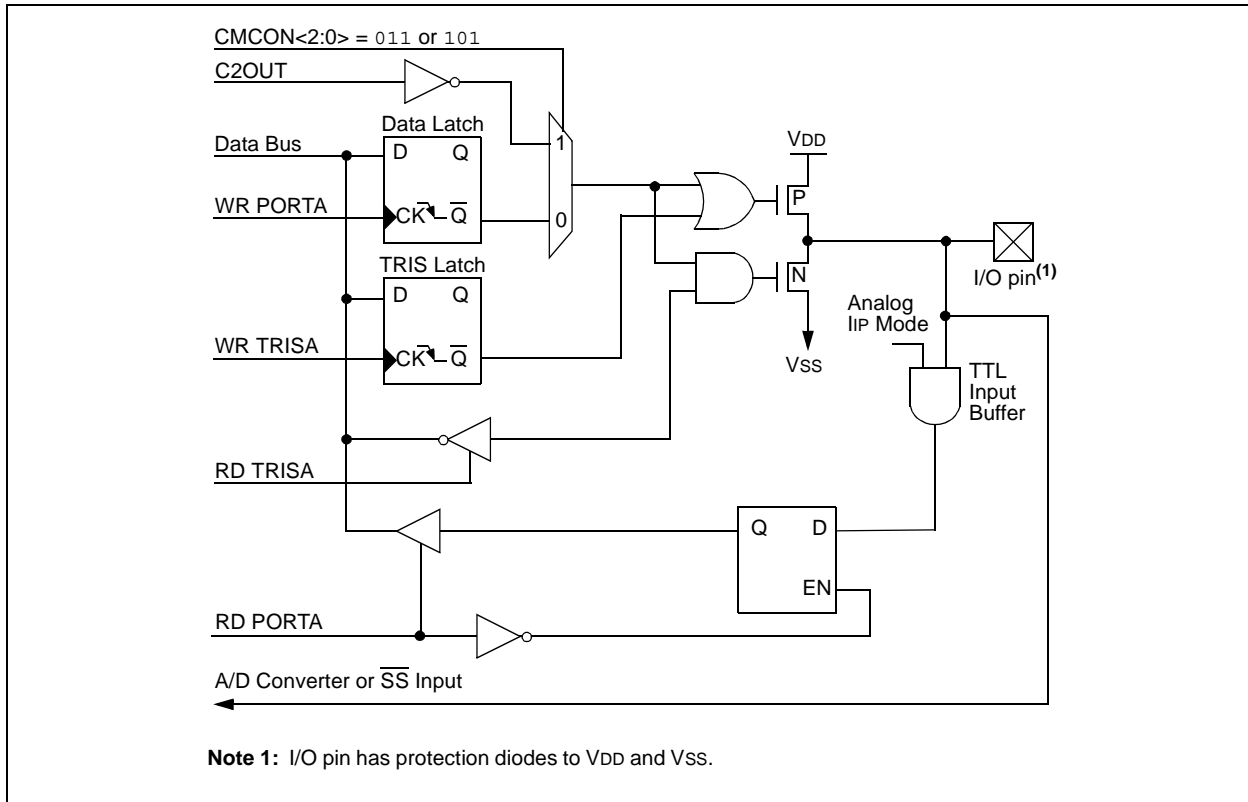 CMCON<2:0> = 011 or 101
C2OUT
Data Latch
Data Bus
D Q
1
VDD
WR PORTA
CK Q̅
0
P
TRIS Latch
D Q
N
I/O pin(1)
Analog
IIP Mode
WR TRISA
CK Q̅
VSS
TTL
Input
Buffer
RD TRISA
Q D
EN
RD PORTA
A/D Converter or S̅S̅ Input
Note 1: I/O pin has protection diodes to VDD and VSS.